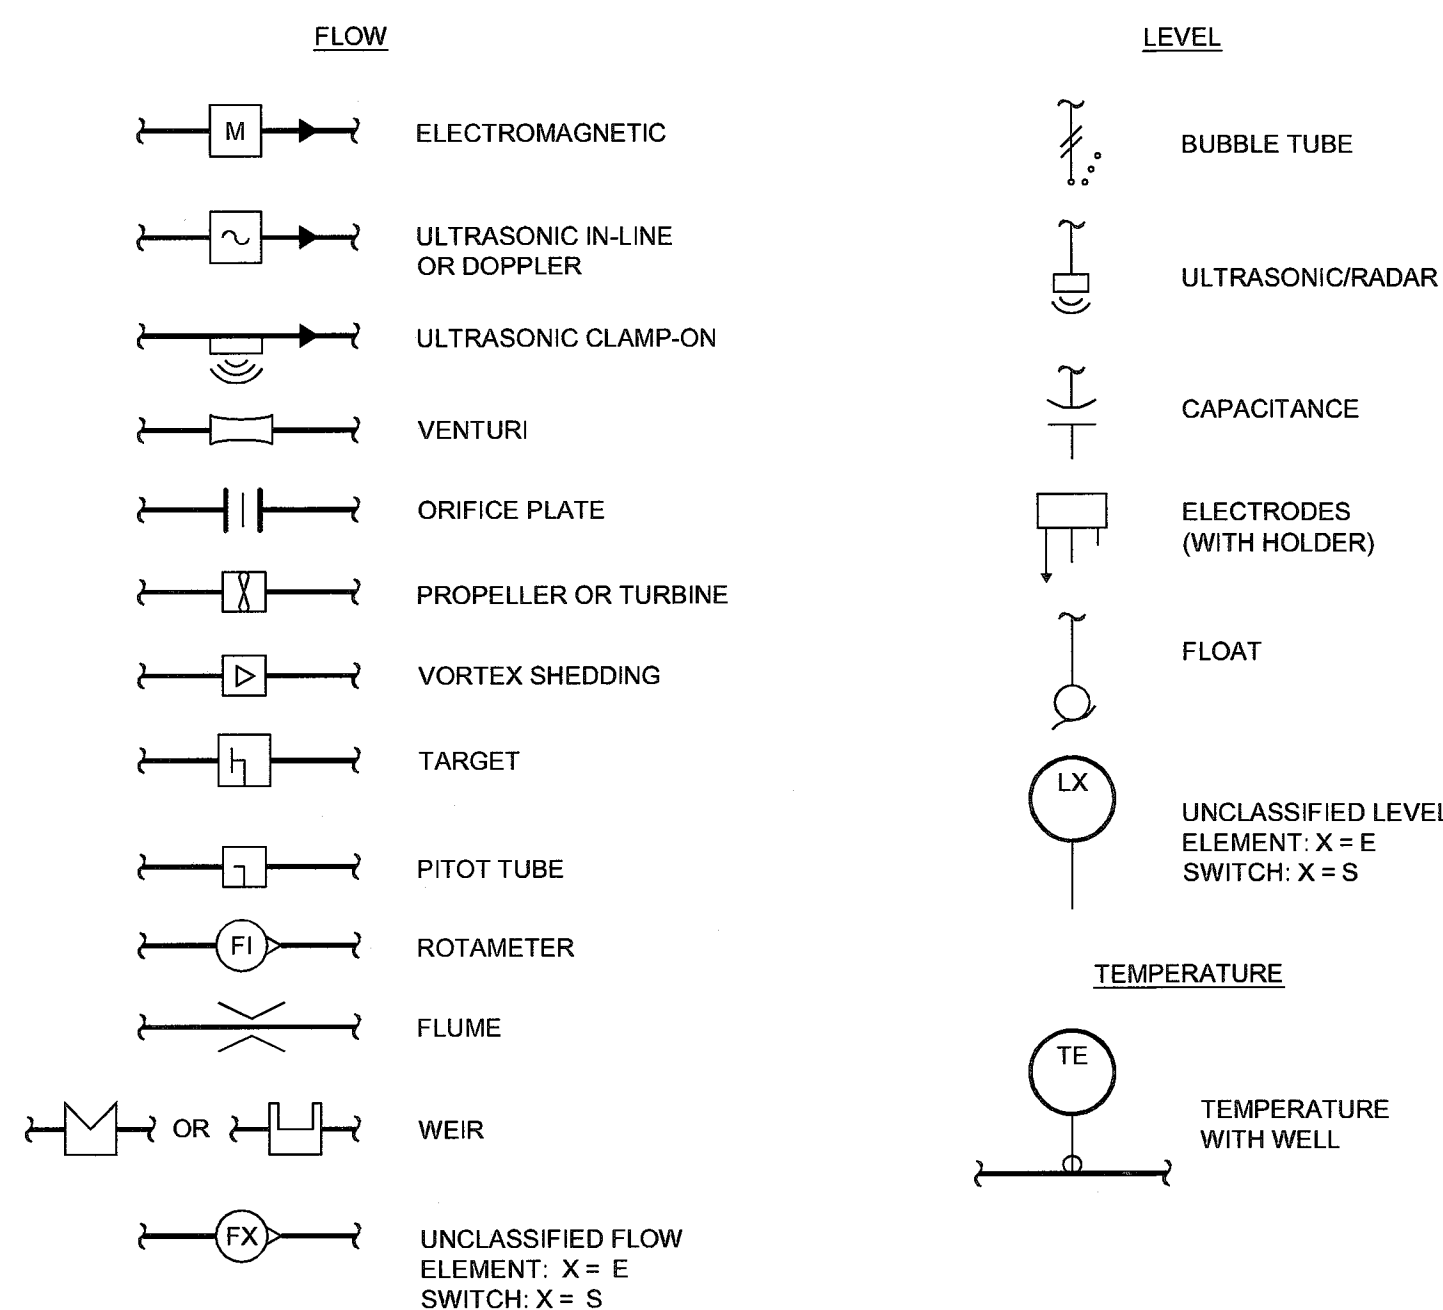 FLOW
M
ELECTROMAGNETIC
ULTRASONIC IN-LINE
OR DOPPLER
ULTRASONIC CLAMP-ON
VENTURI
ORIFICE PLATE
PROPELLER OR TURBINE
VORTEX SHEDDING
TARGET
PITOT TUBE
FI
ROTAMETER
FLUME
OR
WEIR
FX
UNCLASSIFIED FLOW
ELEMENT: X = E
SWITCH: X = S
LEVEL
BUBBLE TUBE
ULTRASONIC/RADAR
CAPACITANCE
ELECTRODES
(WITH HOLDER)
FLOAT
LX
UNCLASSIFIED LEVEL
ELEMENT: X = E
SWITCH: X = S
TEMPERATURE
TE
TEMPERATURE
WITH WELL